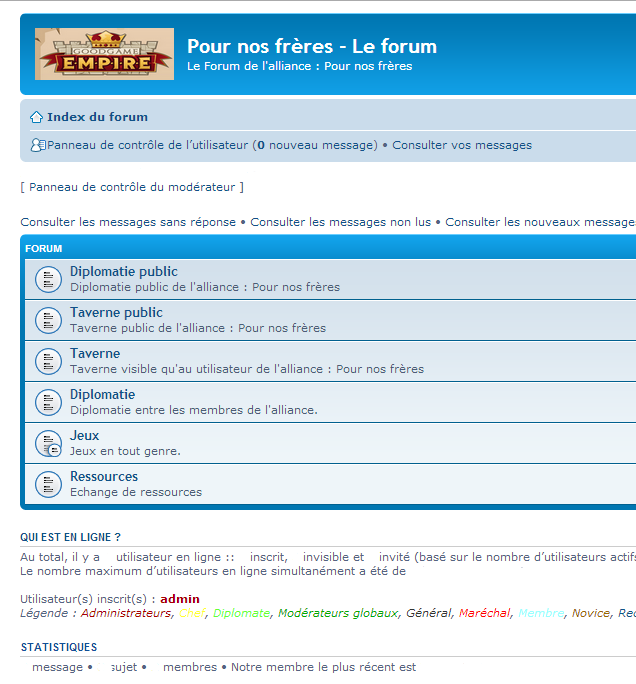 GOODGAME
EMPIRE
Pour nos frères - Le forum
Le Forum de l'alliance : Pour nos frères
Index du forum
Panneau de contrôle de l’utilisateur (0 nouveau message) • Consulter vos messages
[ Panneau de contrôle du modérateur ]
Consulter les messages sans réponse • Consulter les messages non lus • Consulter les nouveaux message
FORUM
Diplomatie public
Diplomatie public de l'alliance : Pour nos frères
Taverne public
Taverne public de l'alliance : Pour nos frères
Taverne
Taverne visible qu'au utilisateur de l'alliance : Pour nos frères
Diplomatie
Diplomatie entre les membres de l'alliance.
Jeux
Jeux en tout genre.
Ressources
Echange de ressources
QUI EST EN LIGNE ?
Au total, il y a utilisateur en ligne :: inscrit, invisible et invité (basé sur le nombre d’utilisateurs actifs
Le nombre maximum d’utilisateurs en ligne simultanément a été de
Utilisateur(s) inscrit(s) : admin
Légende : Administrateurs, Chef, Diplomate, Modérateurs globaux, Général, Maréchal, Membre, Novice, Rec
STATISTIQUES
message • sujet • membres • Notre membre le plus récent est